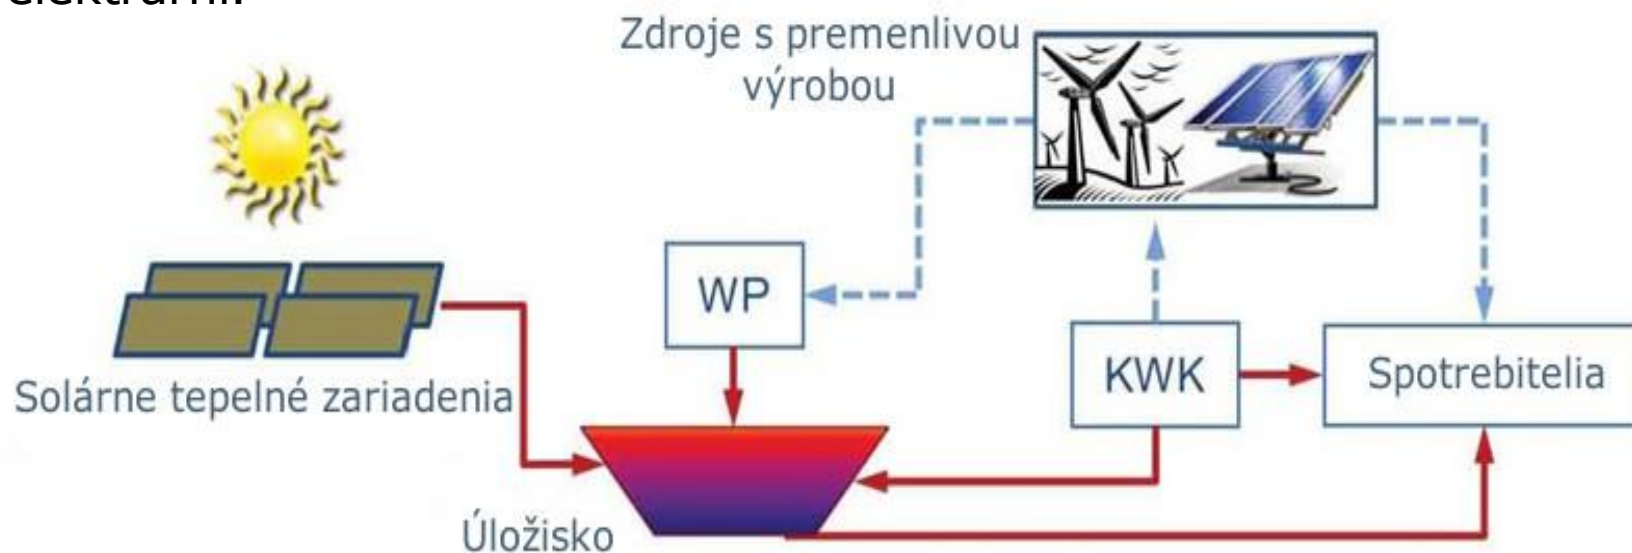 Zdroje s premenlivou
výrobou
WP
KWK
Spotrebitelia
Solárne tepelné zariadenia
Úložisko